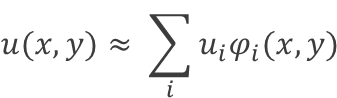 u(x, y) ≈ ∑_i u_i φ_i(x, y)